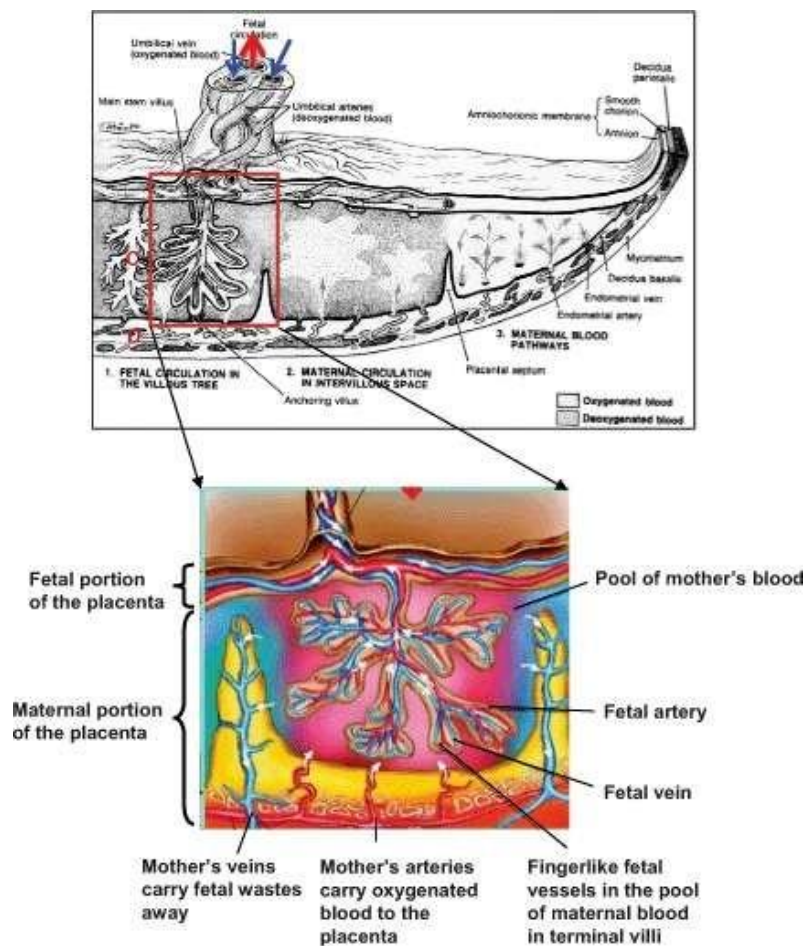 Fetal
circulation
Umbilical vein
(oxygenated blood)
Decidua
parietalis
Smooth
chorion
Main stem villus
Umbilical arteries
(deoxygenated blood)
Amniochorionic membrane
Amnion
Myometrium
Decidua basalis
Endometrial vein
Endometrial artery
3. MATERNAL BLOOD
PATHWAYS
Placental septum
1. FETAL CIRCULATION IN
THE VILLOUS TREE
2. MATERNAL CIRCULATION
IN INTERVILLOUS SPACE
Anchoring villus
Oxygenated blood
Deoxygenated blood
Fetal portion
of the placenta
Pool of mother's blood
Maternal portion
of the placenta
Fetal artery
Fetal vein
Mother's veins
carry fetal wastes
away
Mother's arteries
carry oxygenated
blood to the
placenta
Fingerlike fetal
vessels in the pool
of maternal blood
in terminal villi